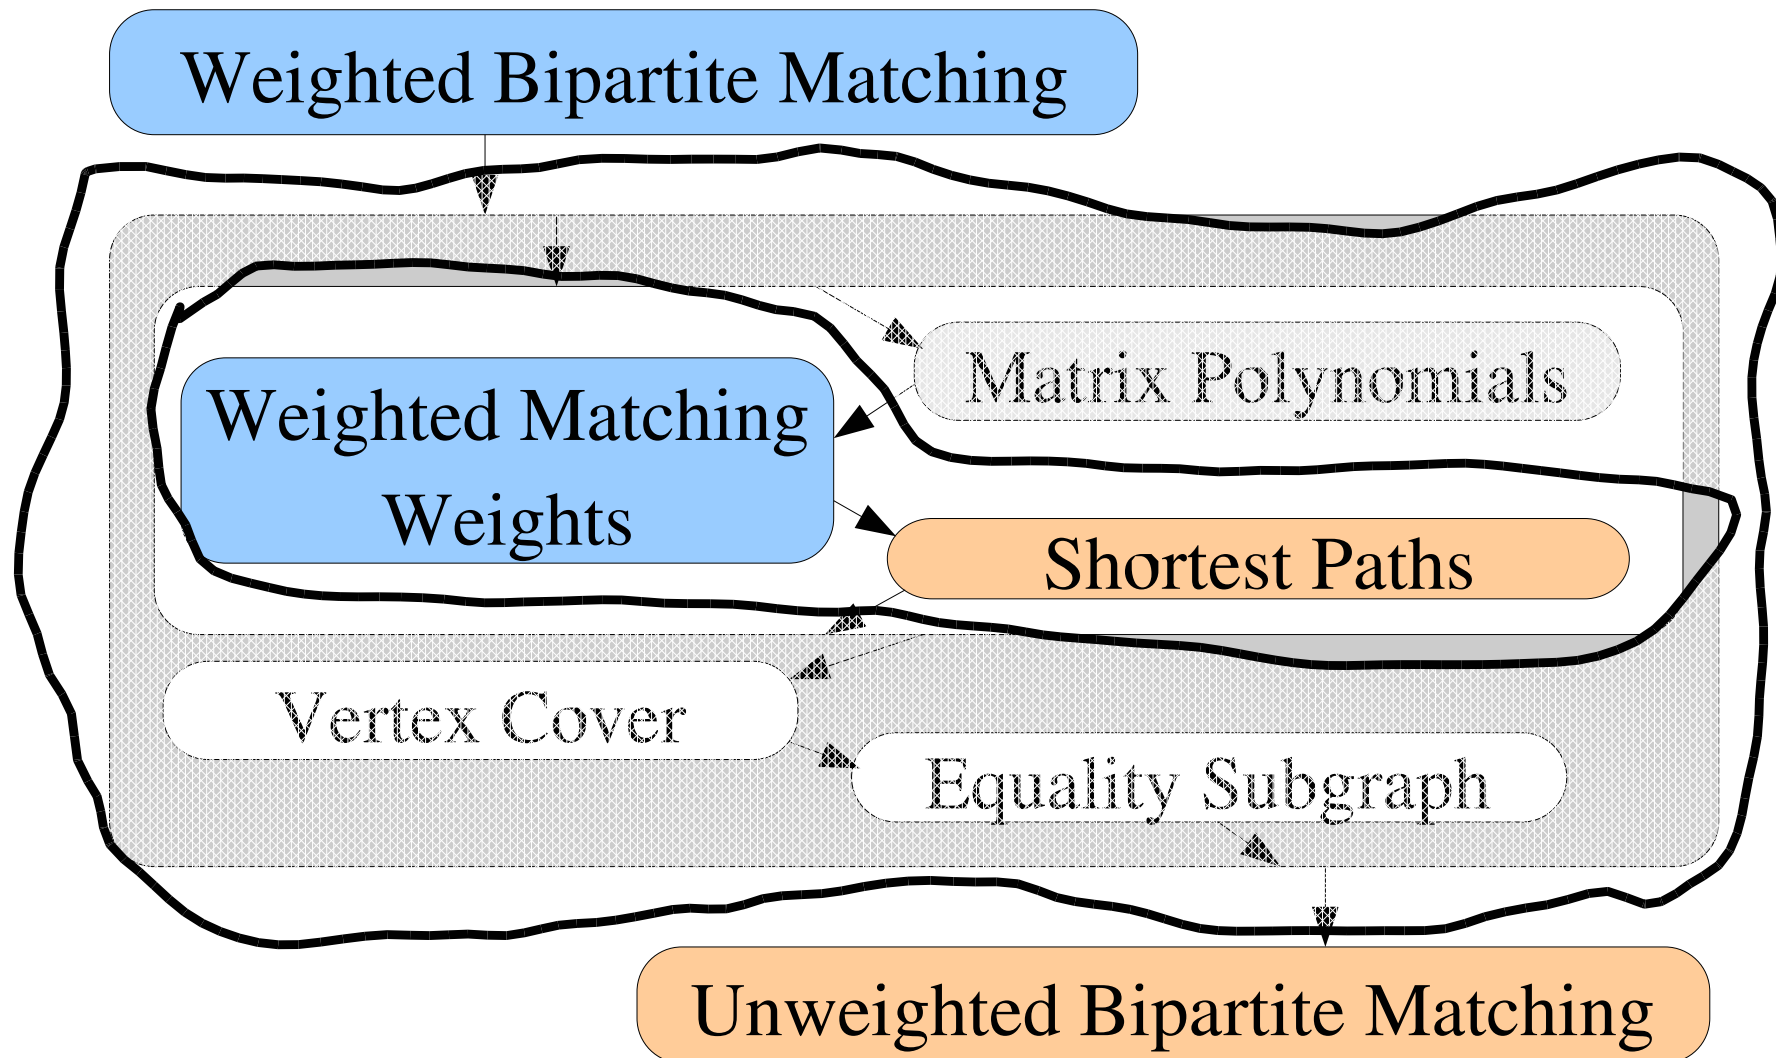 Weighted Bipartite Matching
Matrix Polynomials
Weighted Matching
Weights
Shortest Paths
Vertex Cover
Equality Subgraph
Unweighted Bipartite Matching